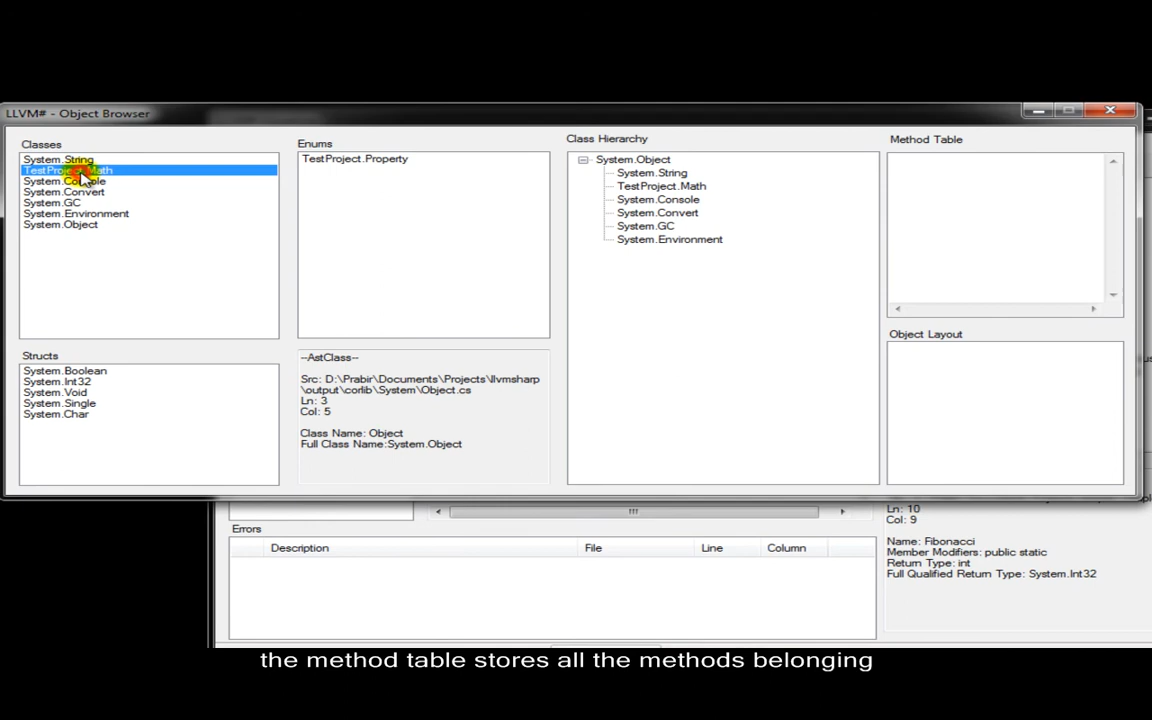 LLVM# - Object Browser
Classes
System.String
TestProject.Math
System.Console
System.Convert
System.GC
System.Environment
System.Object
Enums
TestProject.Property
Class Hierarchy
System.Object
System.String
TestProject.Math
System.Console
System.Convert
System.GC
System.Environment
Method Table
Object Layout
Structs
System.Boolean
System.Int32
System.Void
System.Single
System.Char
--AstClass--
Src: D:\Prabir\Documents\Projects\llvmsharp
\output\corlib\System\Object.cs
Ln: 3
Col: 5
Class Name: Object
Full Class Name:System.Object
Ln: 10
Col: 9
Name: Fibonacci
Member Modifiers: public static
Return Type: int
Full Qualified Return Type: System.Int32
Errors
Description File Line Column
the method table stores all the methods belonging